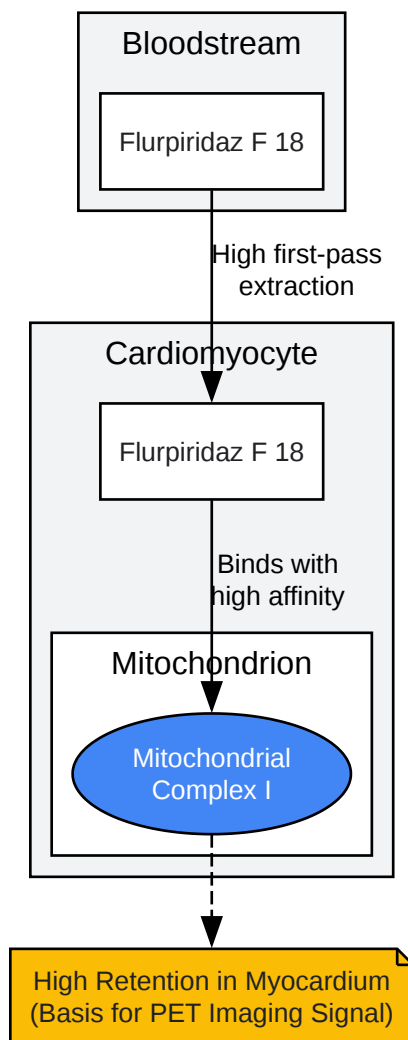 Bloodstream
Flurpiridaz F 18
High first-pass
extraction
Cardiomyocyte
Flurpiridaz F 18
Binds with
high affinity
Mitochondrion
Mitochondrial
Complex I
High Retention in Myocardium
(Basis for PET Imaging Signal)